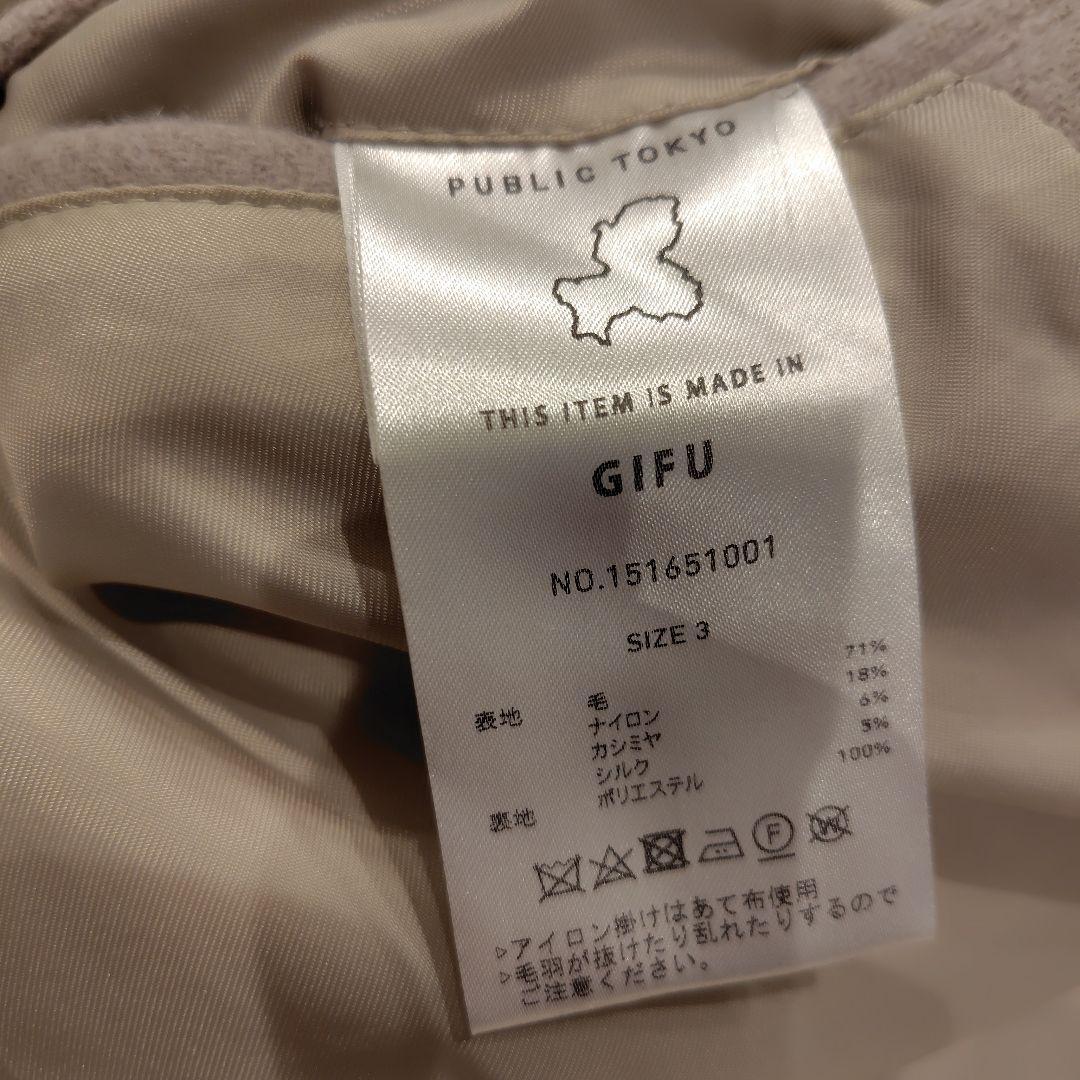 PUBLIC TOKYO
THIS ITEM IS MADE IN
GIFU
NO.151651001
SIZE 3
表地 毛 71%
ナイロン 18%
カシミヤ 6%
シルク 5%
裏地 ポリエステル 100%
F W
▷アイロン掛けはあて布使用
▷毛羽が抜けたり乱れたりするので
ご注意ください。